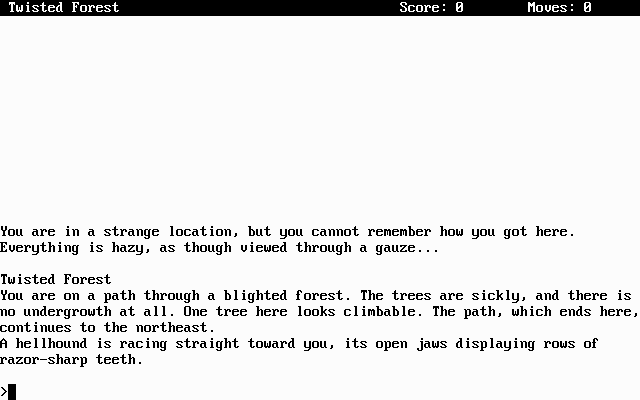 Twisted Forest Score: 0 Moves: 0
You are in a strange location, but you cannot remember how you got here.
Everything is hazy, as though viewed through a gauze...
Twisted Forest
You are on a path through a blighted forest. The trees are sickly, and there is
no undergrowth at all. One tree here looks climbable. The path, which ends here,
continues to the northeast.
A hellhound is racing straight toward you, its open jaws displaying rows of
razor-sharp teeth.
>